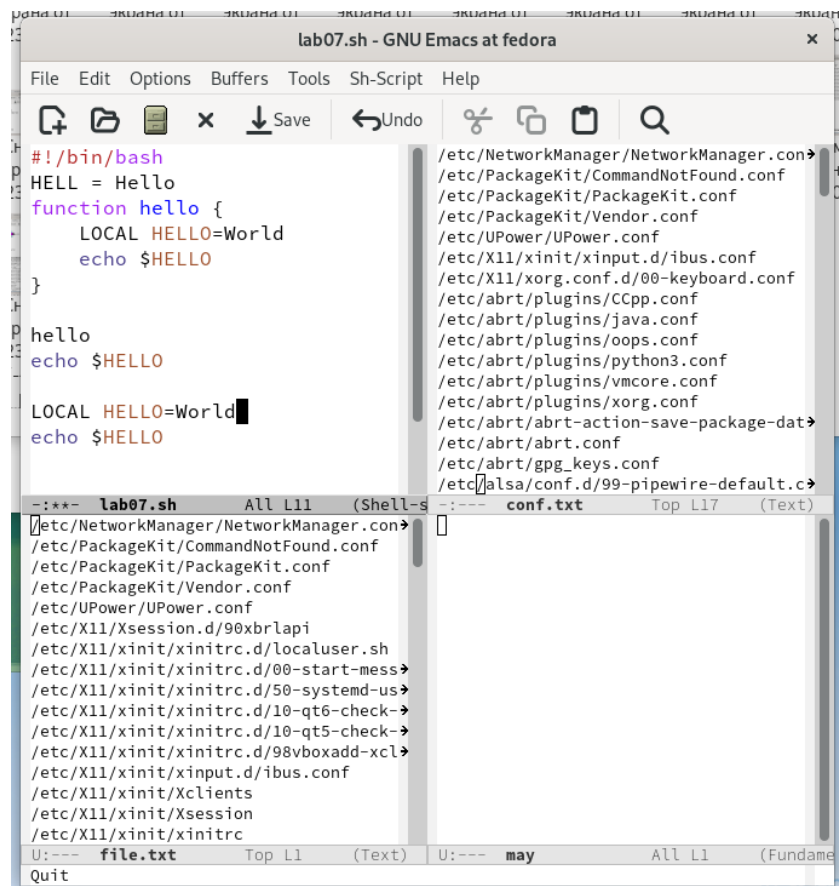 экрана от экрана от экрана от экрана от экрана от
lab07.sh - GNU Emacs at fedora
File Edit Options Buffers Tools Sh-Script Help
Save Undo
#!/bin/bash
HELL = Hello
function hello {
    LOCAL HELLO=World
    echo $HELLO
}
hello
echo $HELLO
LOCAL HELLO=World
echo $HELLO
-:**- lab07.sh All L11 (Shell-s
/etc/NetworkManager/NetworkManager.con
/etc/PackageKit/CommandNotFound.conf
/etc/PackageKit/PackageKit.conf
/etc/PackageKit/Vendor.conf
/etc/UPower/UPower.conf
/etc/X11/xinit/xinput.d/ibus.conf
/etc/X11/xorg.conf.d/00-keyboard.conf
/etc/abrt/plugins/CCpp.conf
/etc/abrt/plugins/java.conf
/etc/abrt/plugins/oops.conf
/etc/abrt/plugins/python3.conf
/etc/abrt/plugins/vmcore.conf
/etc/abrt/plugins/xorg.conf
/etc/abrt/abrt-action-save-package-dat
/etc/abrt/abrt.conf
/etc/abrt/gpg_keys.conf
/etc/alsa/conf.d/99-pipewire-default.c
-:--- conf.txt Top L17 (Text)
/etc/NetworkManager/NetworkManager.con
/etc/PackageKit/CommandNotFound.conf
/etc/PackageKit/PackageKit.conf
/etc/PackageKit/Vendor.conf
/etc/UPower/UPower.conf
/etc/X11/Xsession.d/90xbrlapi
/etc/X11/xinit/xinitrc.d/localuser.sh
/etc/X11/xinit/xinitrc.d/00-start-mess
/etc/X11/xinit/xinitrc.d/50-systemd-us
/etc/X11/xinit/xinitrc.d/10-qt6-check-
/etc/X11/xinit/xinitrc.d/10-qt5-check-
/etc/X11/xinit/xinitrc.d/98vboxadd-xcl
/etc/X11/xinit/xinput.d/ibus.conf
/etc/X11/xinit/Xclients
/etc/X11/xinit/Xsession
/etc/X11/xinit/xinitrc
U:--- file.txt Top L1 (Text)
U:--- may All L1 (Fundame
Quit